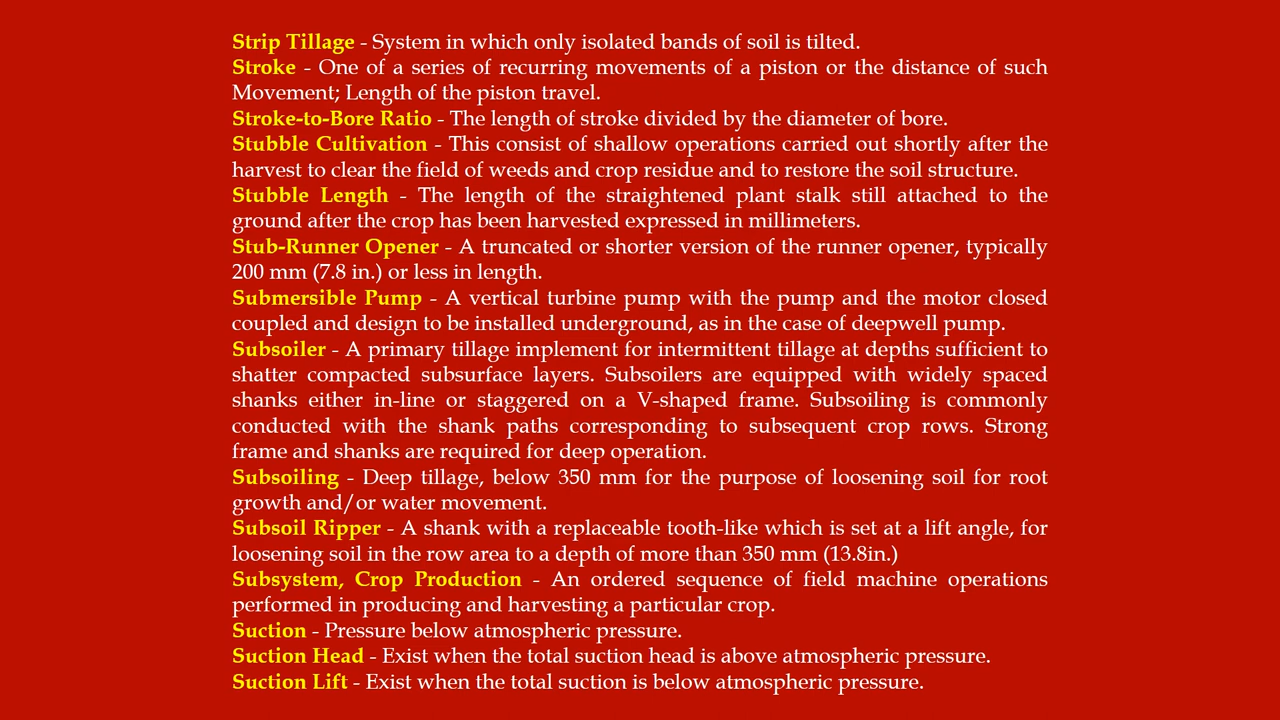 Strip Tillage - System in which only isolated bands of soil is tilted.
Stroke - One of a series of recurring movements of a piston or the distance of such
Movement; Length of the piston travel.
Stroke-to-Bore Ratio - The length of stroke divided by the diameter of bore.
Stubble Cultivation - This consist of shallow operations carried out shortly after the
harvest to clear the field of weeds and crop residue and to restore the soil structure.
Stubble Length - The length of the straightened plant stalk still attached to the
ground after the crop has been harvested expressed in millimeters.
Stub-Runner Opener - A truncated or shorter version of the runner opener, typically
200 mm (7.8 in.) or less in length.
Submersible Pump - A vertical turbine pump with the pump and the motor closed
coupled and design to be installed underground, as in the case of deepwell pump.
Subsoiler - A primary tillage implement for intermittent tillage at depths sufficient to
shatter compacted subsurface layers. Subsoilers are equipped with widely spaced
shanks either in-line or staggered on a V-shaped frame. Subsoiling is commonly
conducted with the shank paths corresponding to subsequent crop rows. Strong
frame and shanks are required for deep operation.
Subsoiling - Deep tillage, below 350 mm for the purpose of loosening soil for root
growth and/or water movement.
Subsoil Ripper - A shank with a replaceable tooth-like which is set at a lift angle, for
loosening soil in the row area to a depth of more than 350 mm (13.8in.)
Subsystem, Crop Production - An ordered sequence of field machine operations
performed in producing and harvesting a particular crop.
Suction - Pressure below atmospheric pressure.
Suction Head - Exist when the total suction head is above atmospheric pressure.
Suction Lift - Exist when the total suction is below atmospheric pressure.